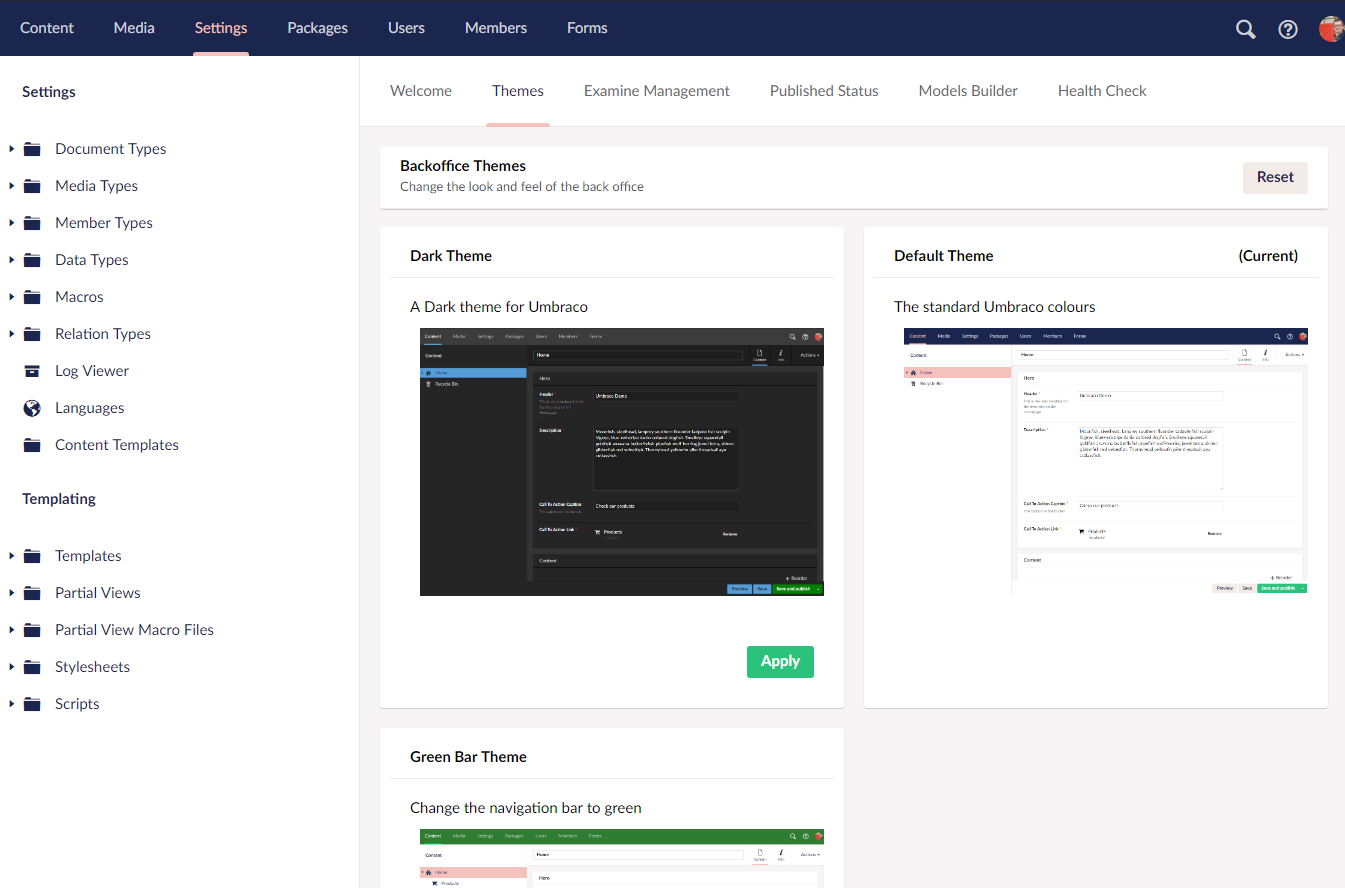 Content Media Settings Packages Users Members Forms
Settings
Document Types
Media Types
Member Types
Data Types
Macros
Relation Types
Log Viewer
Languages
Content Templates
Templating
Templates
Partial Views
Partial View Macro Files
Stylesheets
Scripts
Welcome Themes Examine Management Published Status Models Builder Health Check
Backoffice Themes
Change the look and feel of the back office
Reset
Dark Theme
A Dark theme for Umbraco
Content Media Settings Packages Users Members Forms
Content
Home
Content Info Actions
Home
Recycle Bin
Hero
Header
Umbraco Demo
Description
Call To Action Caption
Check our products
Call To Action Link
Products
Remove
Content
Reorder
Preview Save Save and publish
Apply
Default Theme (Current)
The standard Umbraco colours
Content Media Settings Packages Users Members Forms
Content
Home
Content Info Actions
Home
Recycle Bin
Hero
Header
Umbraco Demo
Description
Call To Action Caption
Check our products
Call To Action Link
Products
Remove
Content
Reorder
Preview Save Save and publish
Green Bar Theme
Change the navigation bar to green
Content Media Settings Packages Users Members Forms
Content
Home
Content Info Actions
Home
Products
Hero